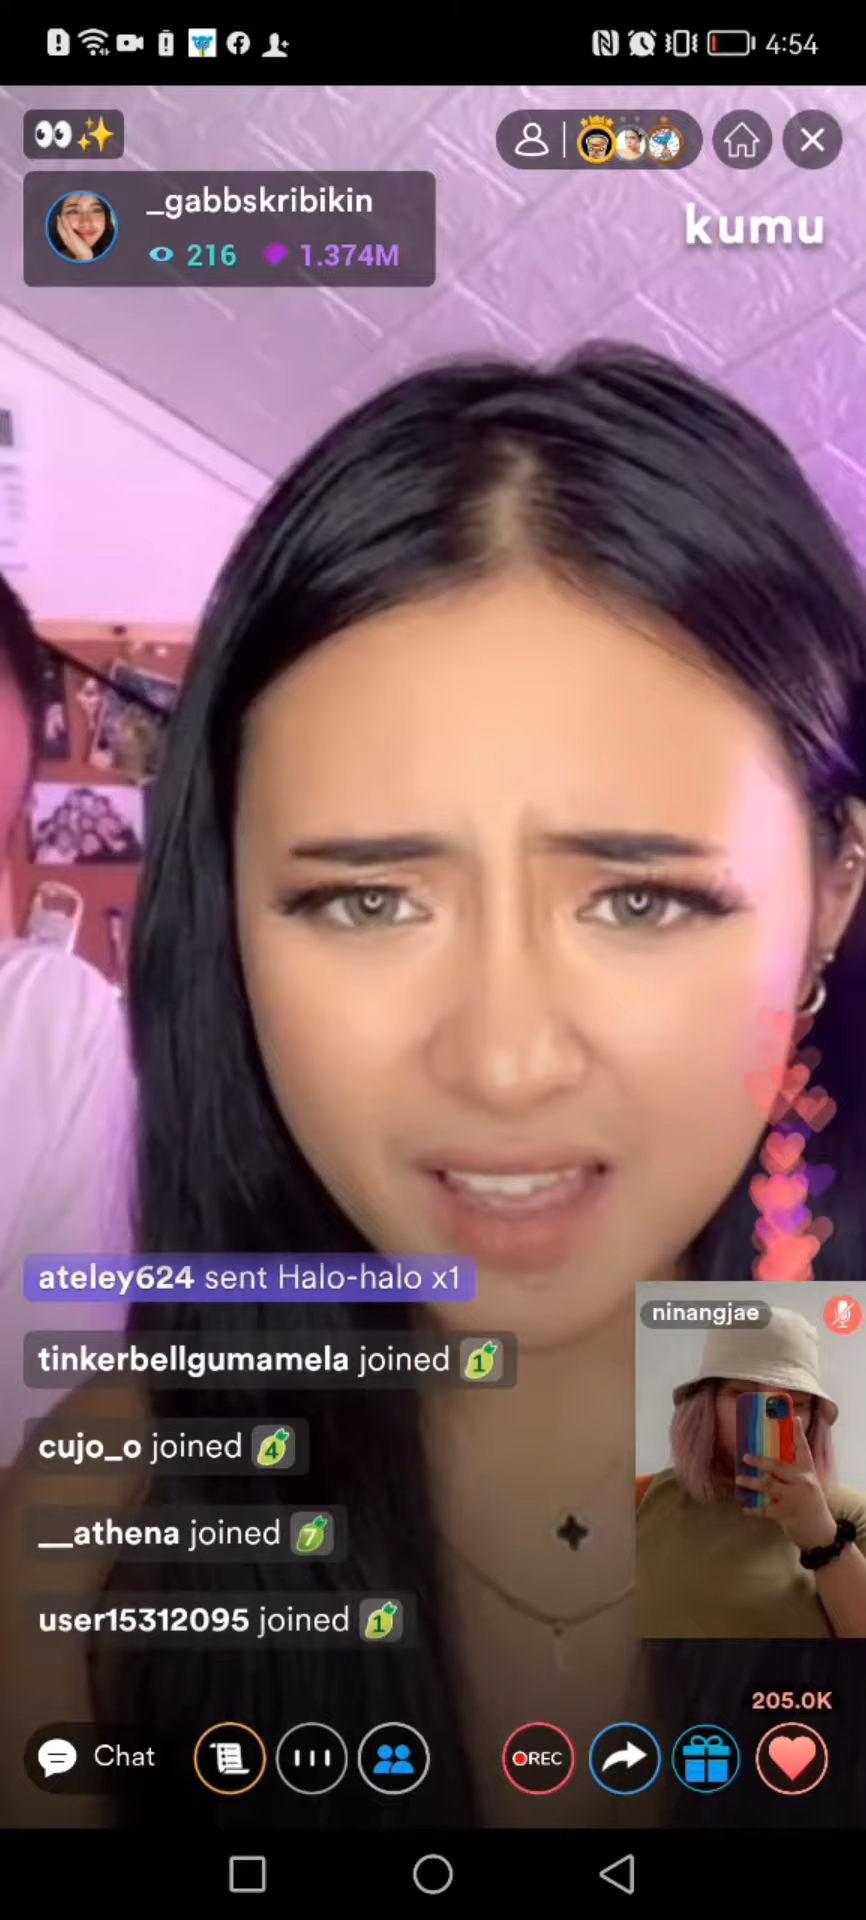 4:54
_gabbskribikin
216 1.374M
kumu
ateley624 sent Halo-halo x1
ninangjae
tinkerbellgumamela joined 1
cujo_o joined 4
__athena joined 7
user15312095 joined 1
205.0K
Chat
REC